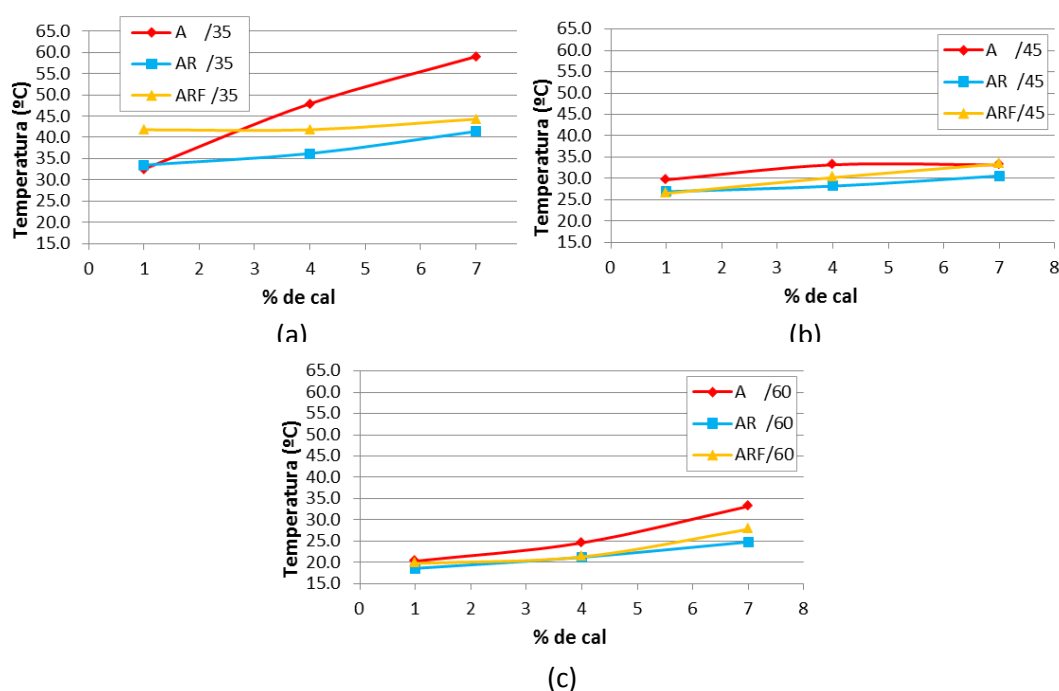 65.0
60.0
55.0
50.0
45.0
40.0
35.0
30.0
25.0
20.0
15.0
Temperatura (ºC)
A /35
AR /35
ARF /35
0 1 2 3 4 5 6 7
% de cal
(a)
65.0
60.0
55.0
50.0
45.0
40.0
35.0
30.0
25.0
20.0
15.0
Temperatura (ºC)
A /45
AR /45
ARF/45
0 1 2 3 4 5 6 7 8
% de cal
(b)
65.0
60.0
55.0
50.0
45.0
40.0
35.0
30.0
25.0
20.0
15.0
Temperatura (ºC)
A /60
AR /60
ARF/60
0 1 2 3 4 5 6 7 8
% de cal
(c)